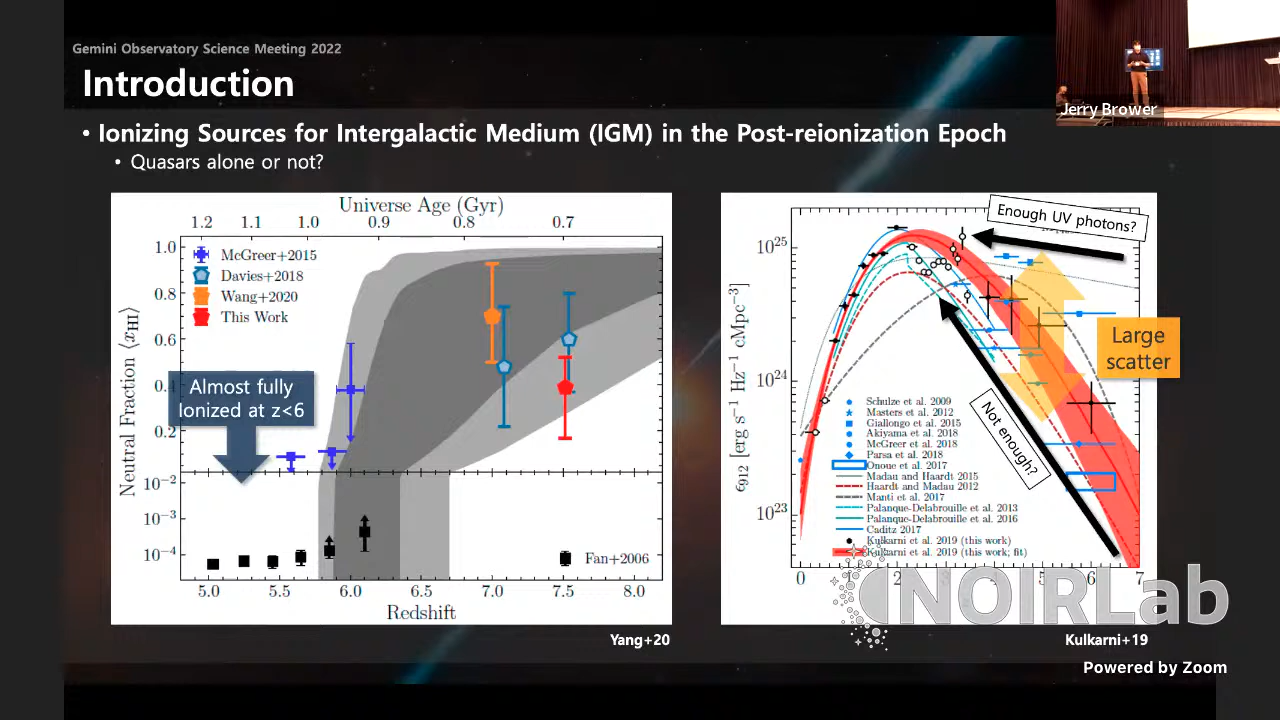 Gemini Observatory Science Meeting 2022
Introduction
Jerry Brower
• Ionizing Sources for Intergalactic Medium (IGM) in the Post-reionization Epoch
• Quasars alone or not?
Universe Age (Gyr)
1.2 1.1 1.0 0.9 0.8 0.7
1.0
0.8
0.6
0.4
0.2
10⁻²
10⁻³
10⁻⁴
Neutral Fraction ⟨xHI⟩
McGreer+2015
Davies+2018
Wang+2020
This Work
Almost fully
Ionized at z<6
Fan+2006
5.0 5.5 6.0 6.5 7.0 7.5 8.0
Redshift
Yang+20
Enough UV photons?
10²⁵
10²⁴
10²³
ϵ912 [erg s⁻¹ Hz⁻¹ cMpc⁻³]
Large
scatter
Not enough?
Schulze et al. 2009
Masters et al. 2012
Giallongo et al. 2015
Akiyama et al. 2018
McGreer et al. 2018
Parsa et al. 2018
Onoue et al. 2017
Madau and Haardt 2015
Haardt and Madau 2012
Manti et al. 2017
Palanque-Delabrouille et al. 2013
Palanque-Delabrouille et al. 2016
Caditz 2017
Kulkarni et al. 2019 (this work)
Kulkarni et al. 2019 (this work; fit)
0 2 5 7
NOIRLab
Kulkarni+19
Powered by Zoom